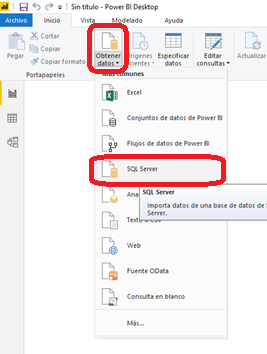 Sin título - Power BI Desktop
Archivo Inicio Modelado Ayuda
Pegar
Cortar
Copiar
Copiar formato
Portapapeles
Obtener
datos
Orígenes
recientes
Especificar
datos
Editar
consultas
Actualizar
Más comunes
Excel
Conjuntos de datos de Power BI
Flujos de datos de Power BI
SQL Server
SQL Server
Importa datos de una base de datos de S
Server.
Ana
Texto o CSV
Web
Fuente OData
Consulta en blanco
Más...